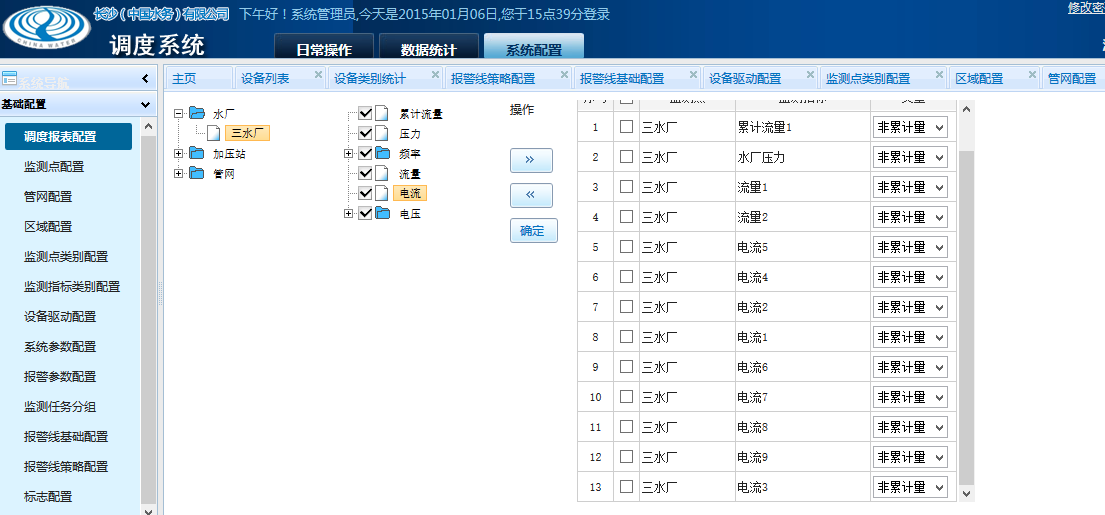 长沙（中国水务）有限公司 下午好！系统管理员,今天是2015年01月06日,您于15点39分登录
修改密
CHINA WATER
调度系统
日常操作 数据统计 系统配置
系统导航
主页 设备列表 设备类别统计 报警线策略配置 报警线基础配置 设备驱动配置 监测点类别配置 区域配置 管网配置
基础配置
调度报表配置
监测点配置
管网配置
区域配置
监测点类别配置
监测指标类别配置
设备驱动配置
系统参数配置
报警参数配置
监测任务分组
报警线基础配置
报警线策略配置
标志配置
水厂
三水厂
加压站
管网
累计流量
压力
频率
流量
电流
电压
操作
»
«
确定
序号 监测点 监测指标 类型
1 三水厂 累计流量1 非累计量
2 三水厂 水厂压力 非累计量
3 三水厂 流量1 非累计量
4 三水厂 流量2 非累计量
5 三水厂 电流5 非累计量
6 三水厂 电流4 非累计量
7 三水厂 电流2 非累计量
8 三水厂 电流1 非累计量
9 三水厂 电流6 非累计量
10 三水厂 电流7 非累计量
11 三水厂 电流8 非累计量
12 三水厂 电流9 非累计量
13 三水厂 电流3 非累计量